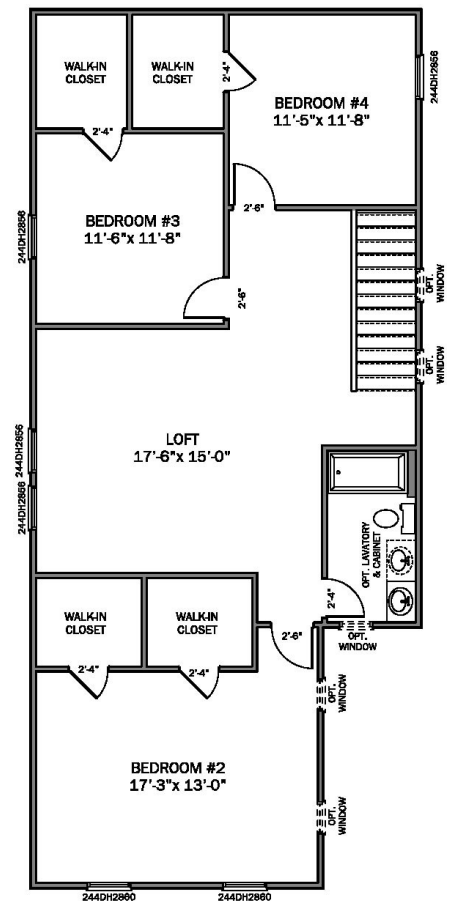 WALK-IN
CLOSET
WALK-IN
CLOSET
2'-4"
244DH2856
BEDROOM #4
11'-5"x 11'-8"
2'-4"
2'-6"
BEDROOM #3
11'-6"x 11'-8"
244DH2856
2'-6"
OPT.
WINDOW
OPT.
WINDOW
LOFT
17'-6"x 15'-0"
244DH2856
244DH2856
OPT. LAVATORY
& CABINET
2'-4"
WALK-IN
CLOSET
WALK-IN
CLOSET
2'-6"
OPT.
WINDOW
2'-4"
2'-4"
OPT.
WINDOW
BEDROOM #2
17'-3"x 13'-0"
OPT.
WINDOW
244DH2860
244DH2860